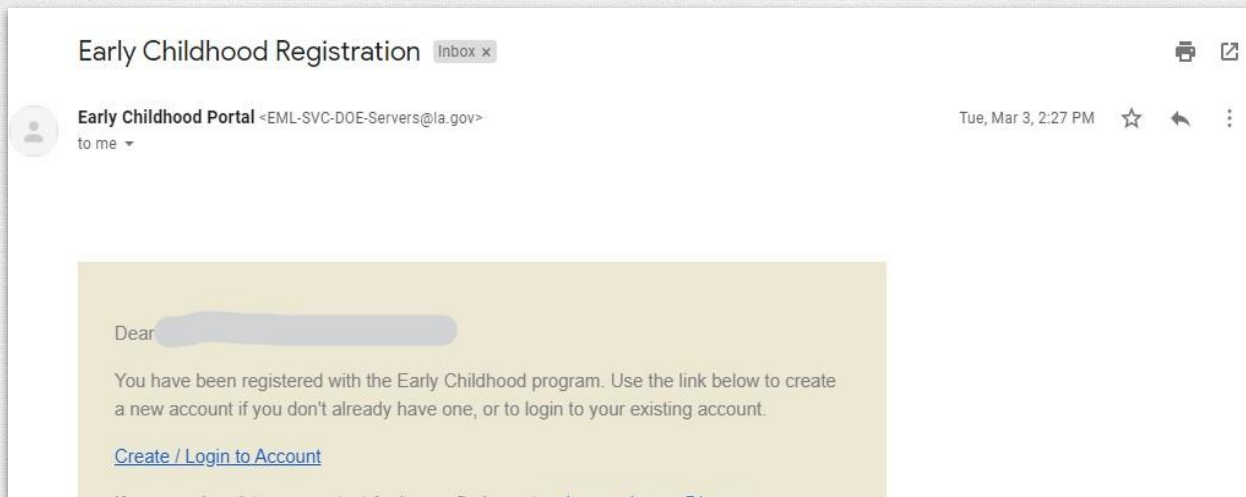 Early Childhood Registration Inbox x
Early Childhood Portal <EML-SVC-DOE-Servers@la.gov>
Tue, Mar 3, 2:27 PM
to me
Dear
You have been registered with the Early Childhood program. Use the link below to create
a new account if you don't already have one, or to login to your existing account.
Create / Login to Account